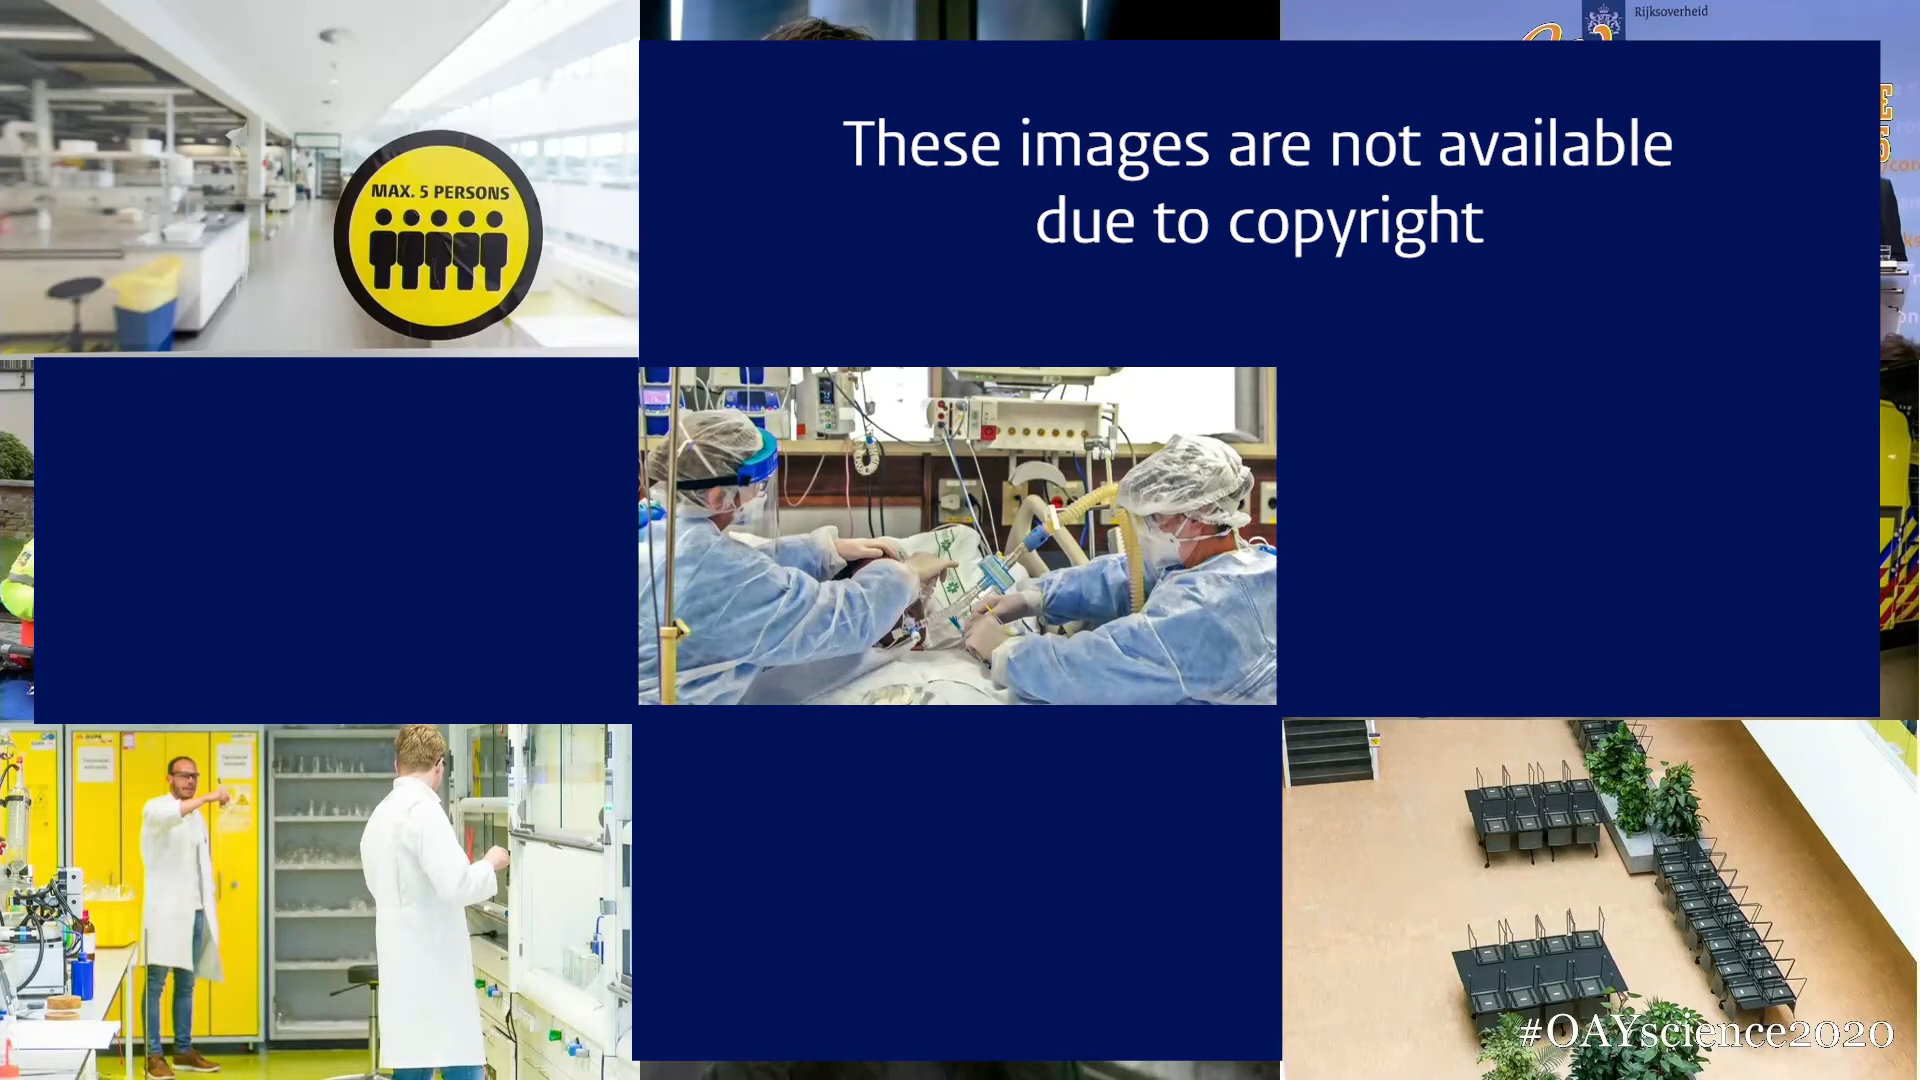 Rijksoverheid
MAX. 5 PERSONS
These images are not available
due to copyright
#OAYscience2020